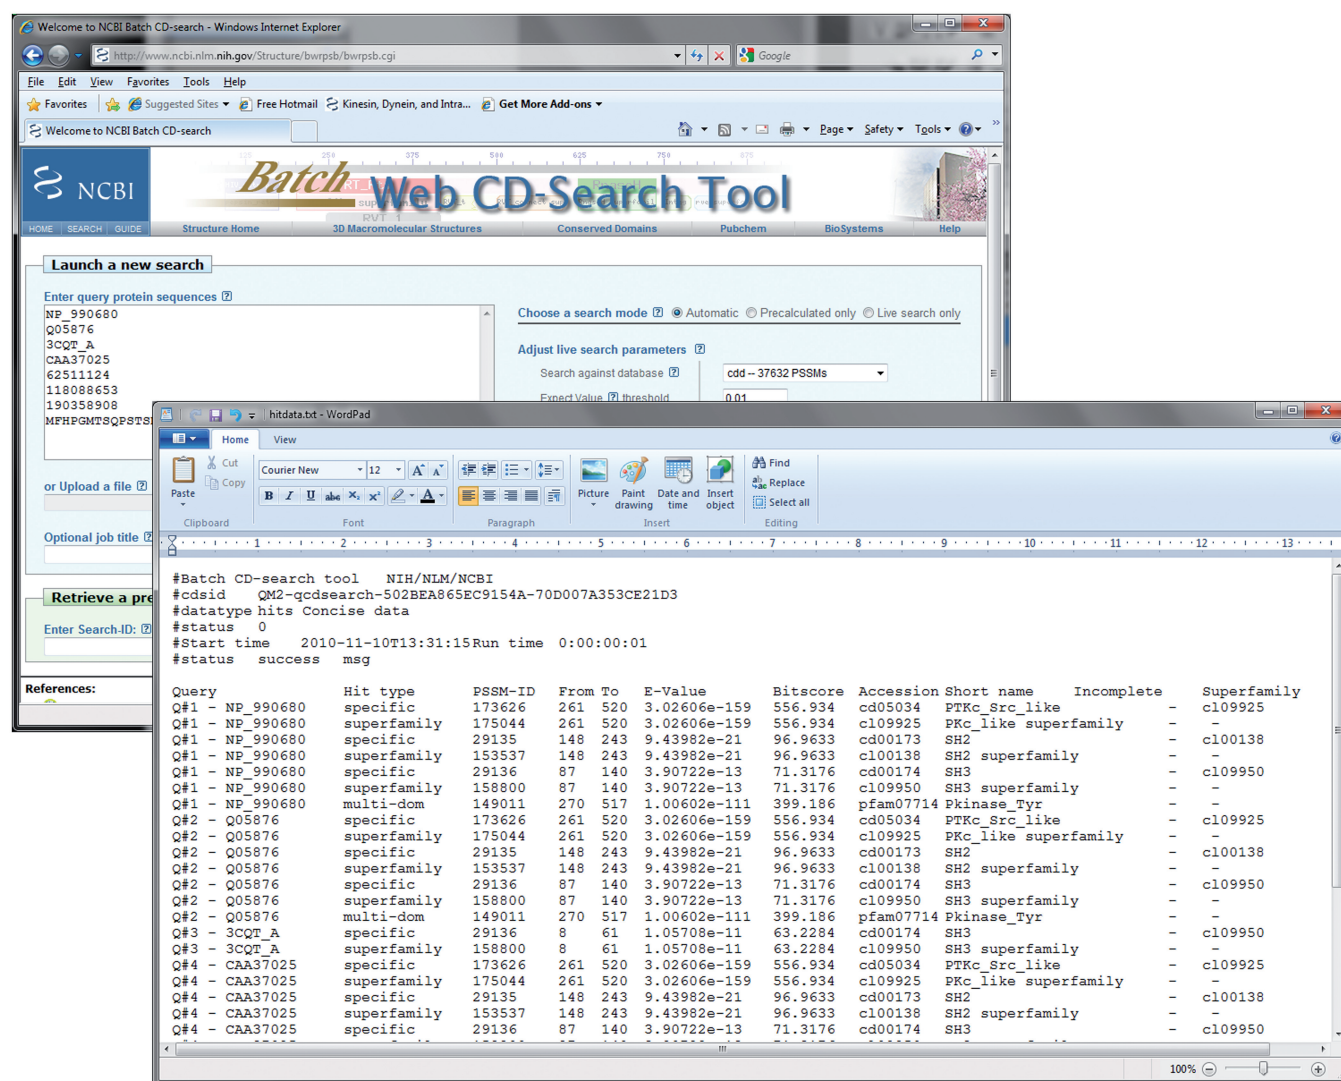 Welcome to NCBI Batch CD-search - Windows Internet Explorer
http://www.ncbi.nlm.nih.gov/Structure/bwrpsb/bwrpsb.cgi
Google
File Edit View Favorites Tools Help
Favorites Suggested Sites Free Hotmail Kinesin, Dynein, and Intra... Get More Add-ons
Welcome to NCBI Batch CD-search
Page Safety Tools
NCBI
Batch Web CD-Search Tool
HOME SEARCH GUIDE Structure Home 3D Macromolecular Structures Conserved Domains Pubchem BioSystems Help
Launch a new search
Enter query protein sequences
NP_990680
Q05876
3CQT_A
CAA37025
62511124
118088653
190358908
MFHPGMTSQPSTS
Choose a search mode Automatic Precalculated only Live search only
Adjust live search parameters
Search against database cdd -- 37632 PSSMs
Expect Value threshold 0.01
or Upload a file
Optional job title
Retrieve a pre
Enter Search-ID:
References:
hitdata.txt - WordPad
Home View
Paste Cut Copy
Courier New 12
Picture Paint drawing Date and time Insert object
Find
Replace
Select all
Clipboard Font Paragraph Insert Editing
1 2 3 4 5 6 7 8 9 10 11 12 13
#Batch CD-search tool NIH/NLM/NCBI
#cdsid QM2-qcdsearch-502BEA865EC9154A-70D007A353CE21D3
#datatype hits Concise data
#status 0
#Start time 2010-11-10T13:31:15 Run time 0:00:00:01
#status success msg
Query Hit type PSSM-ID From To E-Value Bitscore Accession Short name Incomplete Superfamily
Q#1 - NP_990680 specific 173626 261 520 3.02606e-159 556.934 cd05034 PTKc_Src_like - cl09925
Q#1 - NP_990680 superfamily 175044 261 520 3.02606e-159 556.934 cl09925 PKc_like superfamily - -
Q#1 - NP_990680 specific 29135 148 243 9.43982e-21 96.9633 cd00173 SH2 - cl00138
Q#1 - NP_990680 superfamily 153537 148 243 9.43982e-21 96.9633 cl00138 SH2 superfamily - -
Q#1 - NP_990680 specific 29136 87 140 3.90722e-13 71.3176 cd00174 SH3 - cl09950
Q#1 - NP_990680 superfamily 158800 87 140 3.90722e-13 71.3176 cl09950 SH3 superfamily - -
Q#1 - NP_990680 multi-dom 149011 270 517 1.00602e-111 399.186 pfam07714 Pkinase_Tyr - -
Q#2 - Q05876 specific 173626 261 520 3.02606e-159 556.934 cd05034 PTKc_Src_like - cl09925
Q#2 - Q05876 superfamily 175044 261 520 3.02606e-159 556.934 cl09925 PKc_like superfamily - -
Q#2 - Q05876 specific 29135 148 243 9.43982e-21 96.9633 cd00173 SH2 - cl00138
Q#2 - Q05876 superfamily 153537 148 243 9.43982e-21 96.9633 cl00138 SH2 superfamily - -
Q#2 - Q05876 specific 29136 87 140 3.90722e-13 71.3176 cd00174 SH3 - cl09950
Q#2 - Q05876 superfamily 158800 87 140 3.90722e-13 71.3176 cl09950 SH3 superfamily - -
Q#2 - Q05876 multi-dom 149011 270 517 1.00602e-111 399.186 pfam07714 Pkinase_Tyr - -
Q#3 - 3CQT_A specific 29136 8 61 1.05708e-11 63.2284 cd00174 SH3 - cl09950
Q#3 - 3CQT_A superfamily 158800 8 61 1.05708e-11 63.2284 cl09950 SH3 superfamily - -
Q#4 - CAA37025 specific 173626 261 520 3.02606e-159 556.934 cd05034 PTKc_Src_like - cl09925
Q#4 - CAA37025 superfamily 175044 261 520 3.02606e-159 556.934 cl09925 PKc_like superfamily - -
Q#4 - CAA37025 specific 29135 148 243 9.43982e-21 96.9633 cd00173 SH2 - cl00138
Q#4 - CAA37025 superfamily 153537 148 243 9.43982e-21 96.9633 cl00138 SH2 superfamily - -
Q#4 - CAA37025 specific 29136 87 140 3.90722e-13 71.3176 cd00174 SH3 - cl09950
100%